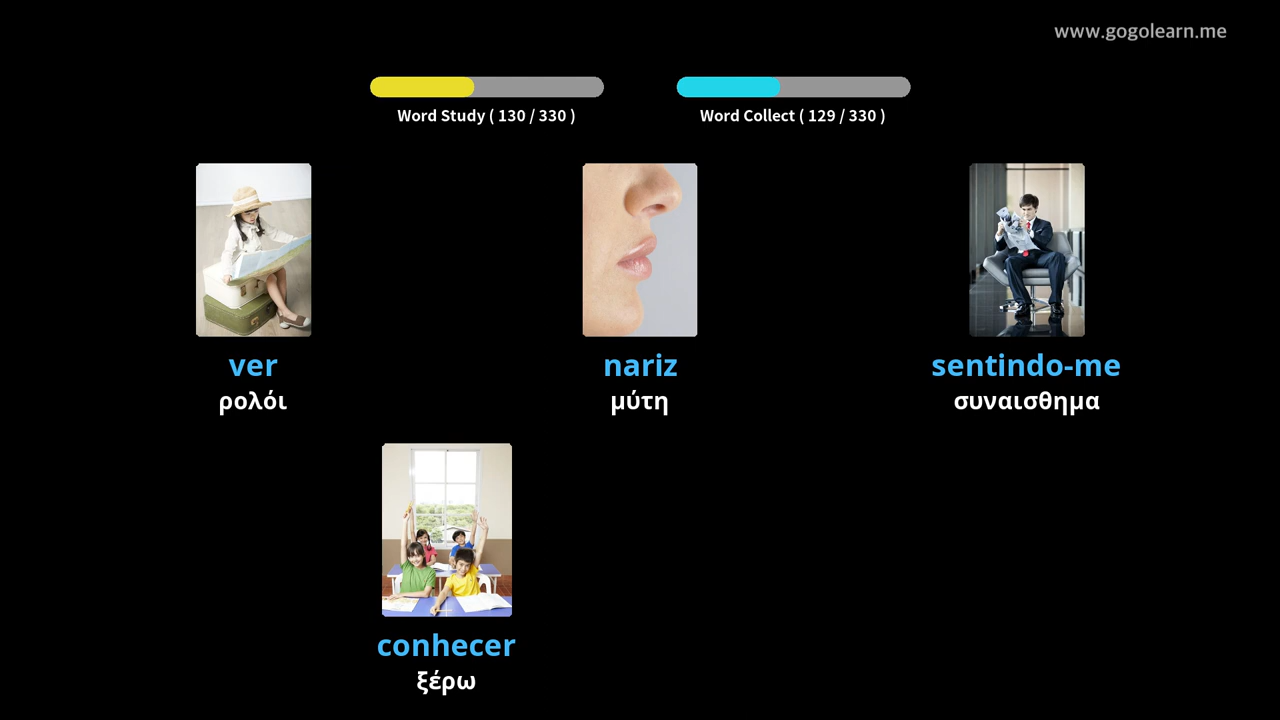 www.gogolearn.me
Word Study ( 130 / 330 )
Word Collect ( 129 / 330 )
ver
ρολόι
nariz
μύτη
sentindo-me
συναισθημα
conhecer
ξέρω